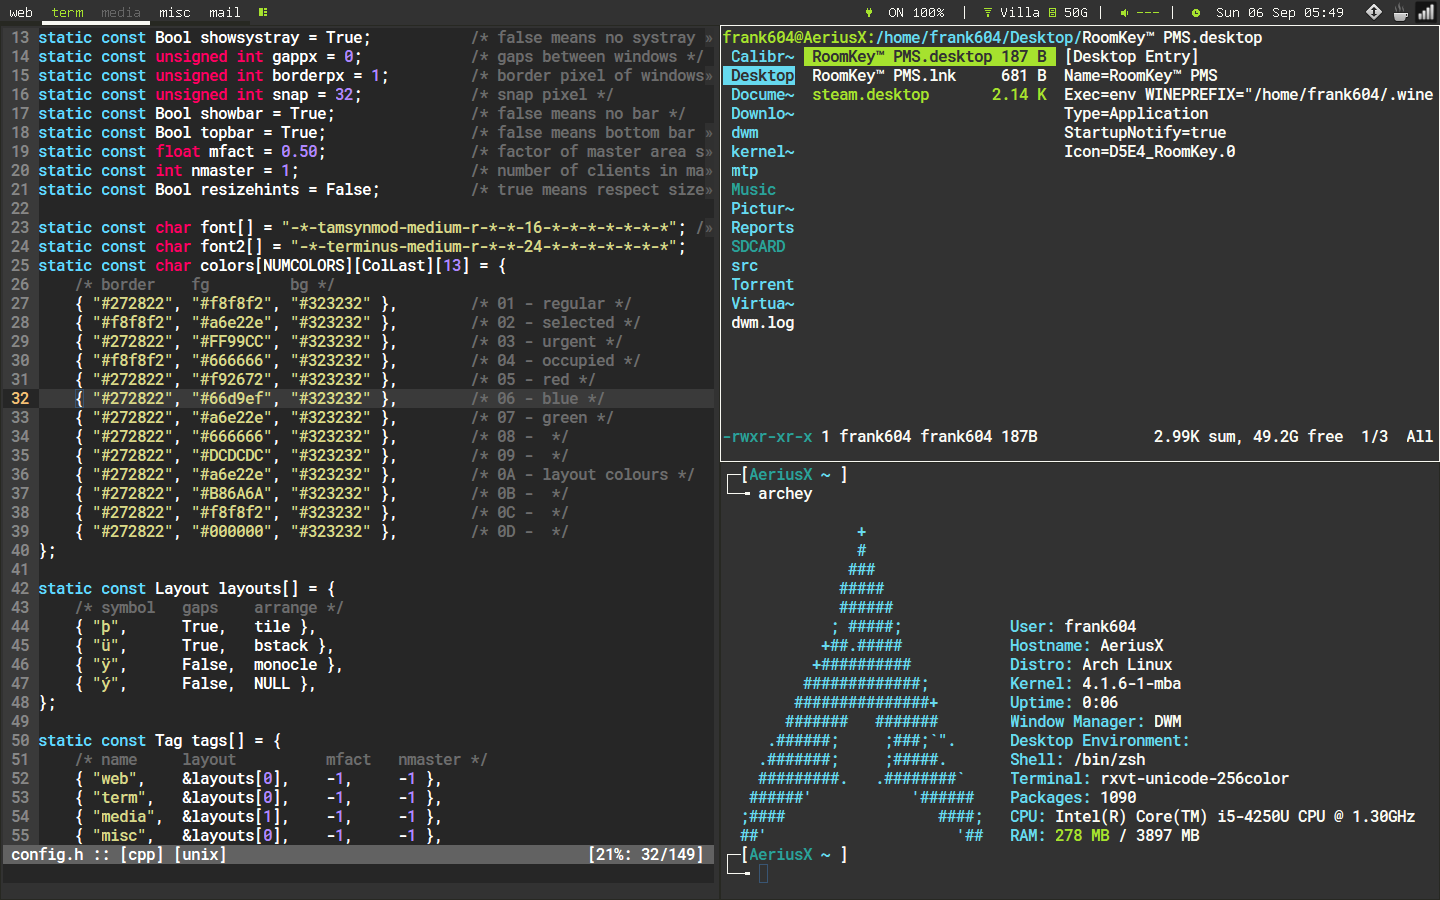 web term media misc mail ON 100% | Villa 50G | --- | Sun 06 Sep 05:49
13 static const Bool showsystray = True; /* false means no systray »
14 static const unsigned int gappx = 0; /* gaps between windows */
15 static const unsigned int borderpx = 1; /* border pixel of windows»
16 static const unsigned int snap = 32; /* snap pixel */
17 static const Bool showbar = True; /* false means no bar */
18 static const Bool topbar = True; /* false means bottom bar »
19 static const float mfact = 0.50; /* factor of master area s»
20 static const int nmaster = 1; /* number of clients in ma»
21 static const Bool resizehints = False; /* true means respect size»
22
23 static const char font[] = "-*-tamsynmod-medium-r-*-*-16-*-*-*-*-*-*-*"; /»
24 static const char font2[] = "-*-terminus-medium-r-*-*-24-*-*-*-*-*-*-*";
25 static const char colors[NUMCOLORS][ColLast][13] = {
26 /* border fg bg */
27 { "#272822", "#f8f8f2", "#323232" }, /* 01 - regular */
28 { "#f8f8f2", "#a6e22e", "#323232" }, /* 02 - selected */
29 { "#272822", "#FF99CC", "#323232" }, /* 03 - urgent */
30 { "#f8f8f2", "#666666", "#323232" }, /* 04 - occupied */
31 { "#272822", "#f92672", "#323232" }, /* 05 - red */
32 { "#272822", "#66d9ef", "#323232" }, /* 06 - blue */
33 { "#272822", "#a6e22e", "#323232" }, /* 07 - green */
34 { "#272822", "#666666", "#323232" }, /* 08 - */
35 { "#272822", "#DCDCDC", "#323232" }, /* 09 - */
36 { "#272822", "#a6e22e", "#323232" }, /* 0A - layout colours */
37 { "#272822", "#B86A6A", "#323232" }, /* 0B - */
38 { "#272822", "#f8f8f2", "#323232" }, /* 0C - */
39 { "#272822", "#000000", "#323232" }, /* 0D - */
40 };
41
42 static const Layout layouts[] = {
43 /* symbol gaps arrange */
44 { "þ", True, tile },
45 { "ü", True, bstack },
46 { "ÿ", False, monocle },
47 { "ý", False, NULL },
48 };
49
50 static const Tag tags[] = {
51 /* name layout mfact nmaster */
52 { "web", &layouts[0], -1, -1 },
53 { "term", &layouts[0], -1, -1 },
54 { "media", &layouts[1], -1, -1 },
55 { "misc", &layouts[0], -1, -1 },
config.h :: [cpp] [unix] [21%: 32/149]
frank604@AeriusX:/home/frank604/Desktop/RoomKey™ PMS.desktop
Calibr~ RoomKey™ PMS.desktop 187 B [Desktop Entry]
Desktop RoomKey™ PMS.lnk 681 B Name=RoomKey™ PMS
Docume~ steam.desktop 2.14 K Exec=env WINEPREFIX="/home/frank604/.wine
Downlo~ Type=Application
dwm StartupNotify=true
kernel~ Icon=D5E4_RoomKey.0
mtp
Music
Pictur~
Reports
SDCARD
src
Torrent
Virtua~
dwm.log
-rwxr-xr-x 1 frank604 frank604 187B 2.99K sum, 49.2G free 1/3 All
[AeriusX ~ ]
archey
+
#
###
#####
######
; #####; User: frank604
+##.##### Hostname: AeriusX
+########## Distro: Arch Linux
#############; Kernel: 4.1.6-1-mba
###############+ Uptime: 0:06
####### ####### Window Manager: DWM
.######; ;###;`". Desktop Environment:
.#######; ;#####. Shell: /bin/zsh
#########. .########` Terminal: rxvt-unicode-256color
######' '###### Packages: 1090
;#### ####; CPU: Intel(R) Core(TM) i5-4250U CPU @ 1.30GHz
##' '## RAM: 278 MB / 3897 MB
[AeriusX ~ ]